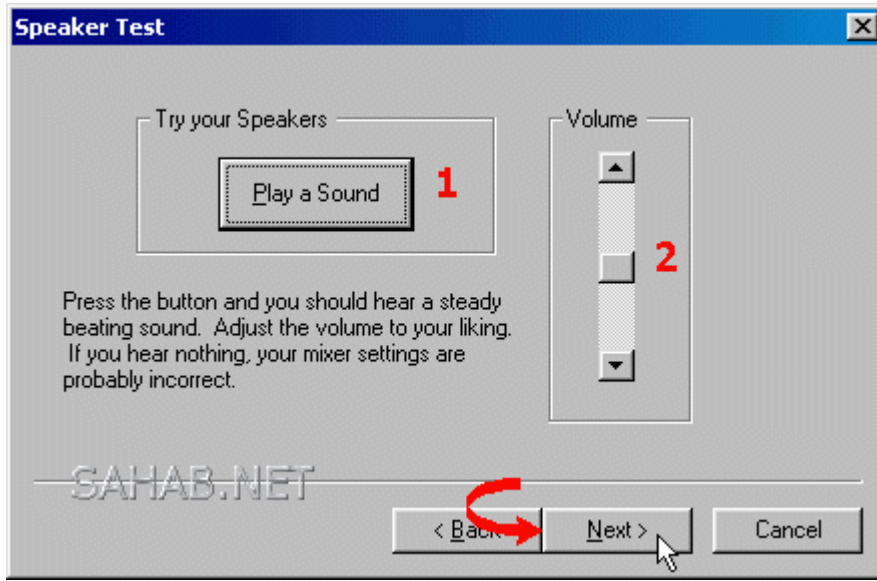 Speaker Test
Try your Speakers
Play a Sound
1
Volume
2
Press the button and you should hear a steady
beating sound. Adjust the volume to your liking.
If you hear nothing, your mixer settings are
probably incorrect.
SAHAB.NET
< Back
Next >
Cancel